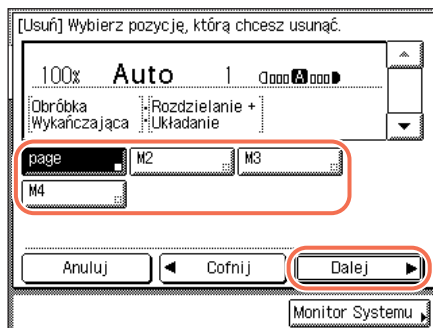 [Usuń] Wybierz pozycję, którą chcesz usunąć.
100% Auto 1 A
Obróbka Wykańczająca
Rozdzielanie + Układanie
page M2 M3
M4
Anuluj Cofnij Dalej
Monitor Systemu